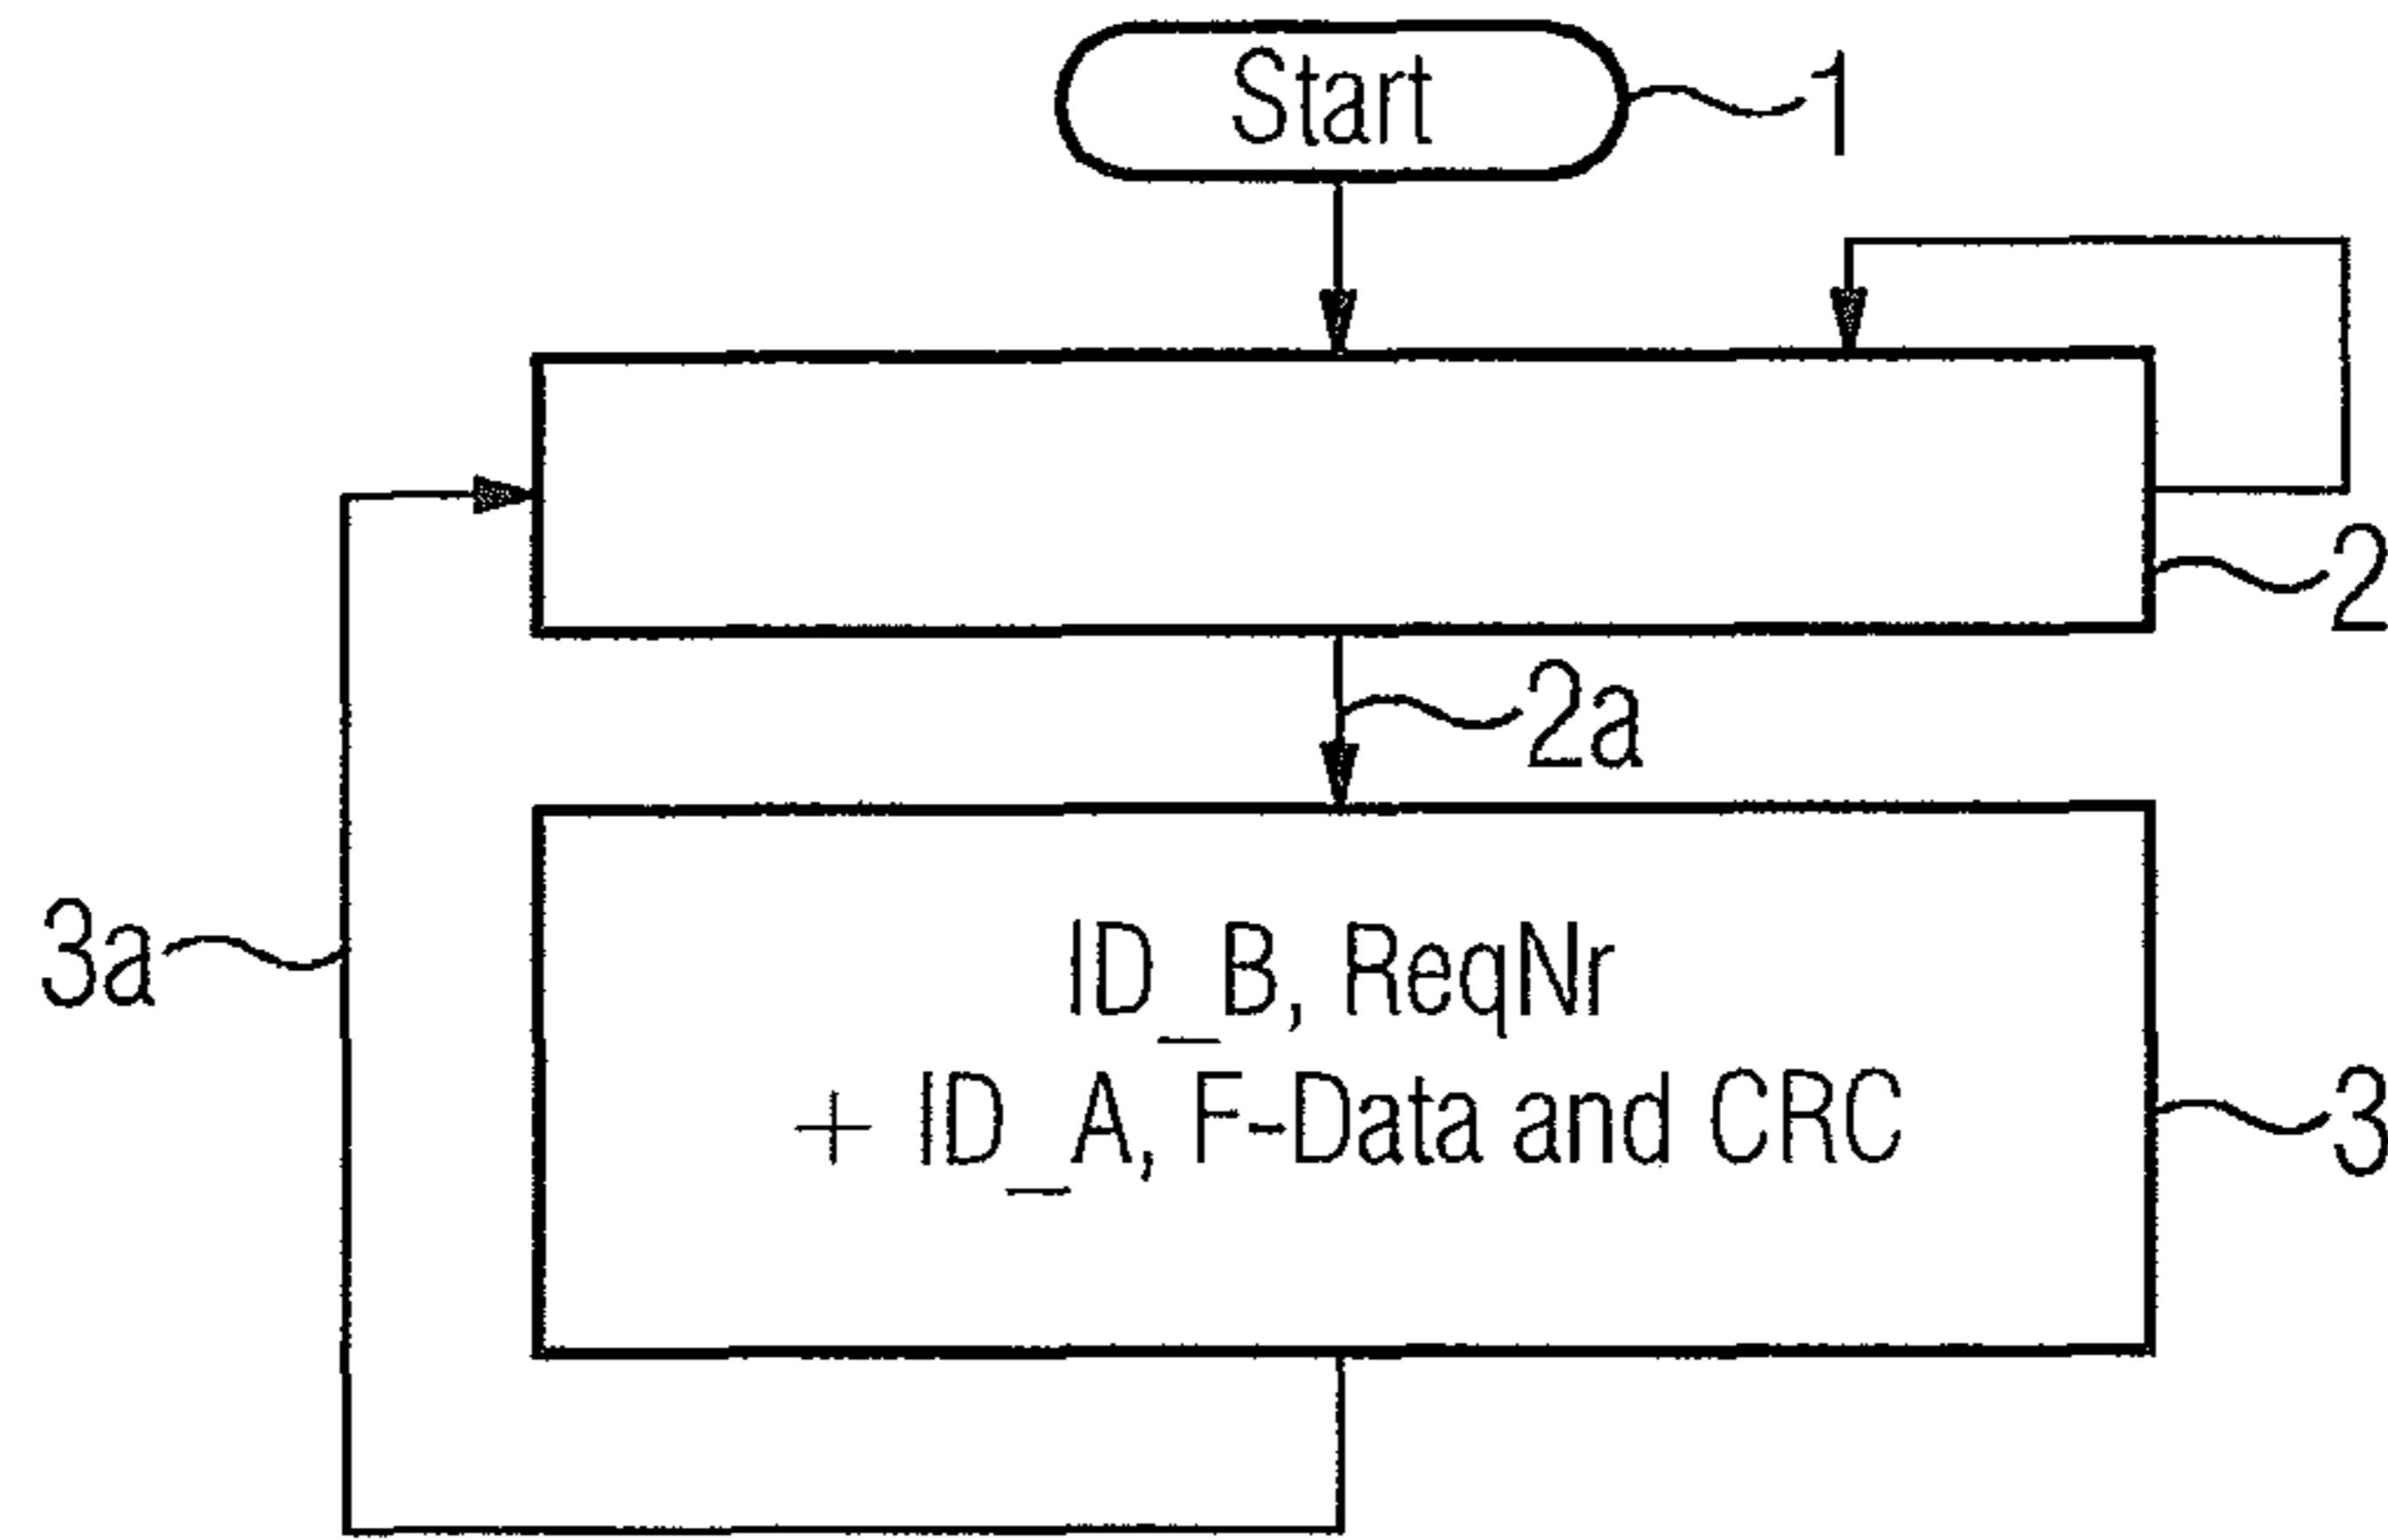 Start
1
2
2a
3a
ID_B, ReqNr
+ ID_A, F-Data and CRC
3